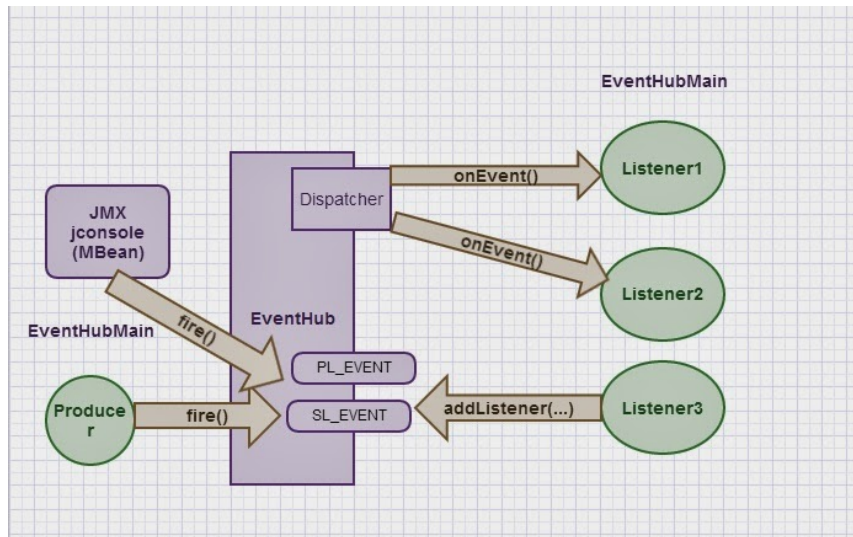 EventHubMain
onEvent()
Listener1
Dispatcher
JMX
jconsole
(MBean)
onEvent()
Listener2
fire()
EventHub
EventHubMain
PL_EVENT
Produce
r
fire()
SL_EVENT
addListener(...)
Listener3